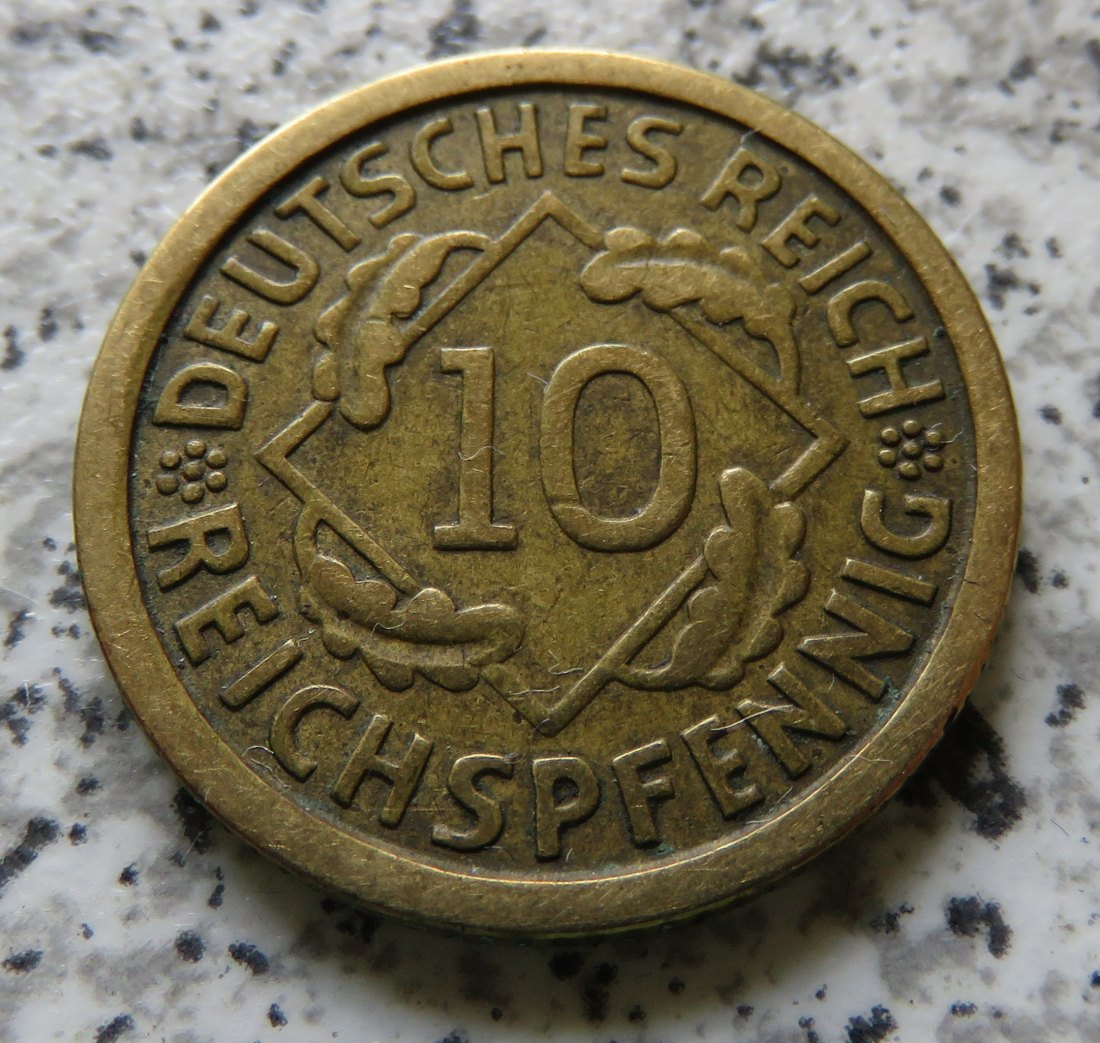 DEUTSCHES REICH
10
REICHSPFENNIG